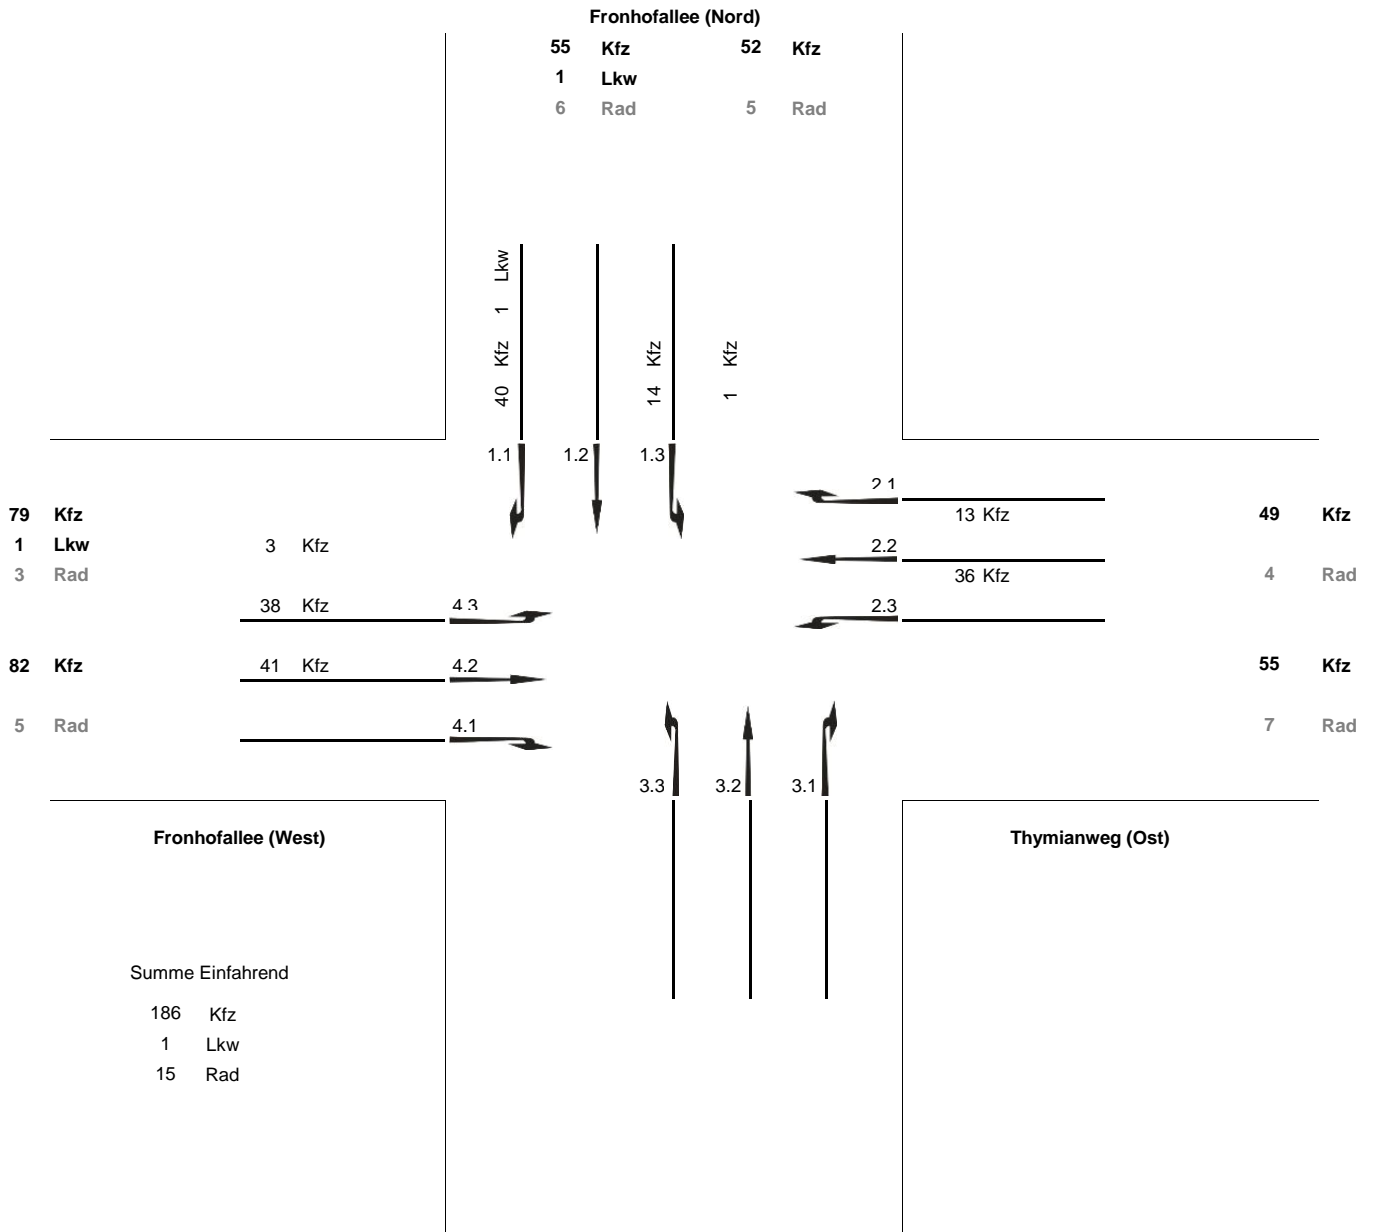 Fronhofallee (Nord)
55 Kfz 52 Kfz
1 Lkw
6 Rad 5 Rad
40 Kfz 1 Lkw
14 Kfz
1 Kfz
1.1 1.2 1.3
2.1
13 Kfz
2.2
36 Kfz
2.3
49 Kfz
4 Rad
55 Kfz
7 Rad
79 Kfz
1 Lkw
3 Rad
3 Kfz
38 Kfz 4.3
82 Kfz
41 Kfz 4.2
5 Rad
4.1
3.3 3.2 3.1
Fronhofallee (West)
Thymianweg (Ost)
Summe Einfahrend
186 Kfz
1 Lkw
15 Rad